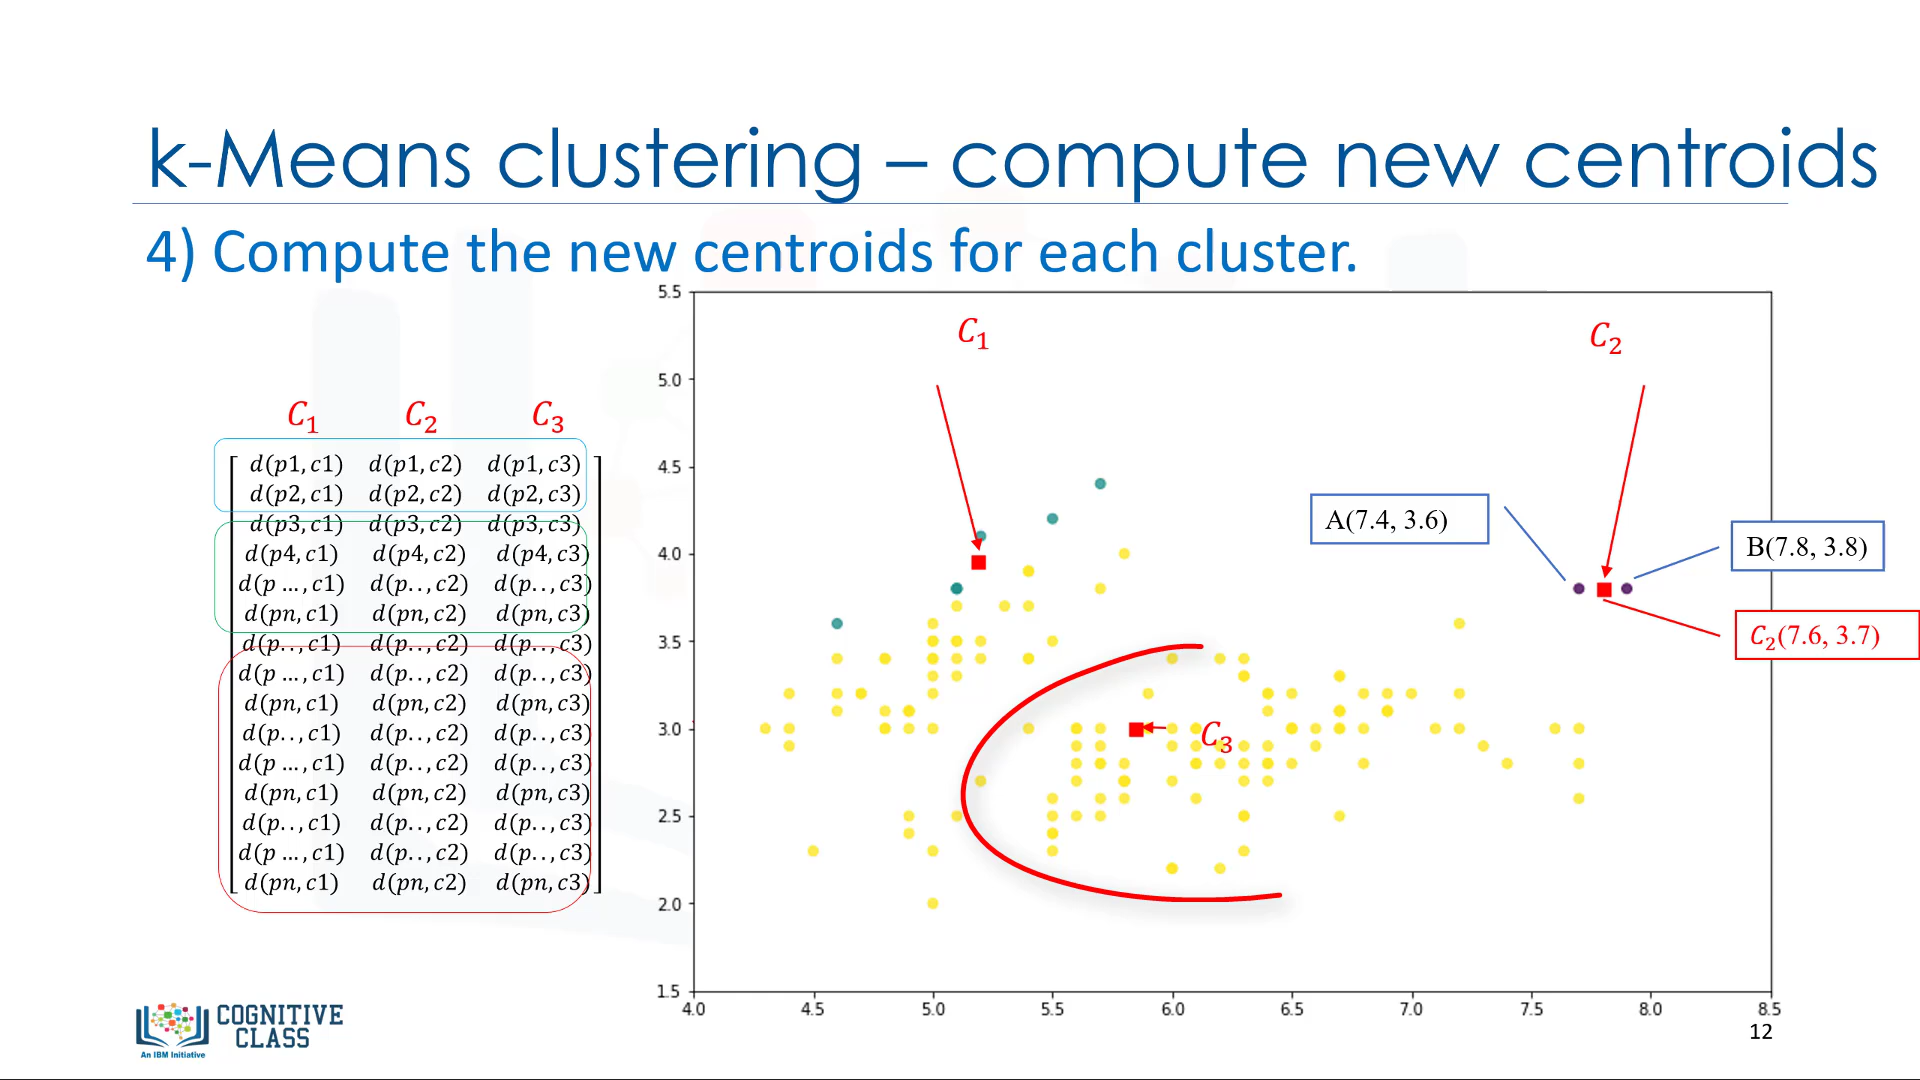 k-Means clustering – compute new centroids
4) Compute the new centroids for each cluster.
C₁ C₂ C₃
d(p1,c1) d(p1,c2) d(p1,c3)
d(p2,c1) d(p2,c2) d(p2,c3)
d(p3,c1) d(p3,c2) d(p3,c3)
d(p4,c1) d(p4,c2) d(p4,c3)
d(p …,c1) d(p..,c2) d(p..,c3)
d(pn,c1) d(pn,c2) d(pn,c3)
d(p..,c1) d(p..,c2) d(p..,c3)
d(p …,c1) d(p..,c2) d(p..,c3)
d(pn,c1) d(pn,c2) d(pn,c3)
d(p..,c1) d(p..,c2) d(p..,c3)
d(p …,c1) d(p..,c2) d(p..,c3)
d(pn,c1) d(pn,c2) d(pn,c3)
d(p..,c1) d(p..,c2) d(p..,c3)
d(p …,c1) d(p..,c2) d(p..,c3)
d(pn,c1) d(pn,c2) d(pn,c3)
5.5
5.0
4.5
4.0
3.5
3.0
2.5
2.0
1.5
4.0 4.5 5.0 5.5 6.0 6.5 7.0 7.5 8.0 8.5
C₁
C₂
A(7.4, 3.6)
B(7.8, 3.8)
C₂(7.6, 3.7)
C₃
COGNITIVE
CLASS
An IBM Initiative
12